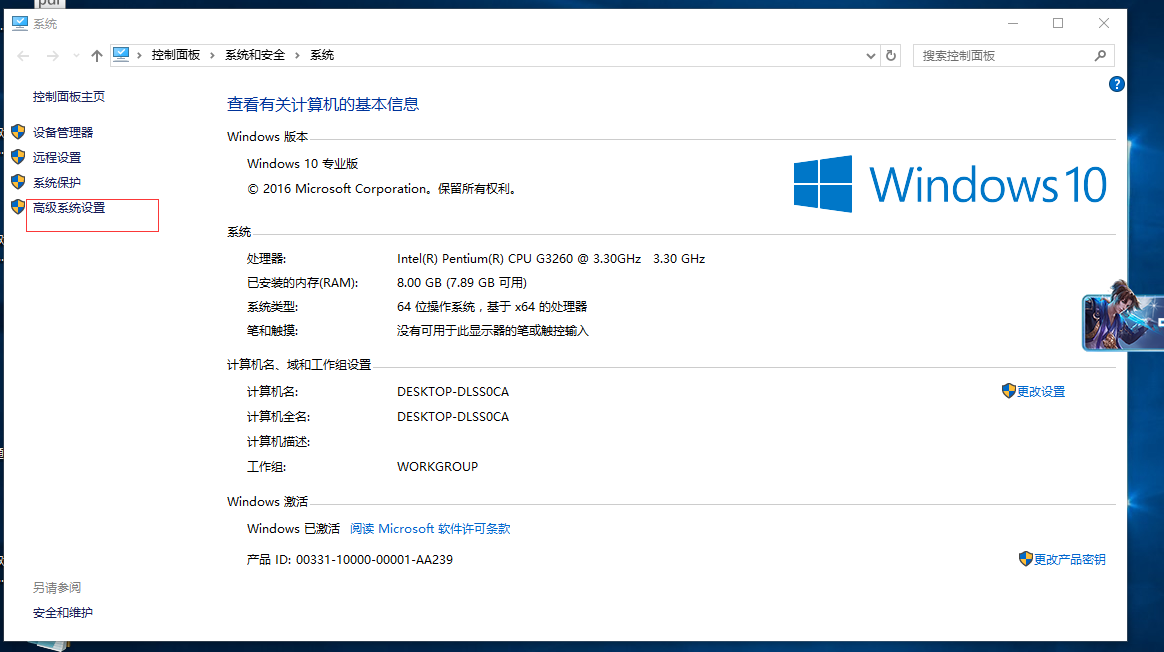 pdf
系统
控制面板 系统和安全 系统
搜索控制面板
控制面板主页
设备管理器
远程设置
系统保护
高级系统设置
查看有关计算机的基本信息
Windows 版本
Windows 10 专业版
© 2016 Microsoft Corporation。保留所有权利。
Windows 10
系统
处理器: Intel(R) Pentium(R) CPU G3260 @ 3.30GHz 3.30 GHz
已安装的内存(RAM): 8.00 GB (7.89 GB 可用)
系统类型: 64 位操作系统，基于 x64 的处理器
笔和触摸: 没有可用于此显示器的笔或触控输入
计算机名、域和工作组设置
计算机名: DESKTOP-DLSS0CA
更改设置
计算机全名: DESKTOP-DLSS0CA
计算机描述:
工作组: WORKGROUP
Windows 激活
Windows 已激活 阅读 Microsoft 软件许可条款
产品 ID: 00331-10000-00001-AA239
更改产品密钥
另请参阅
安全和维护